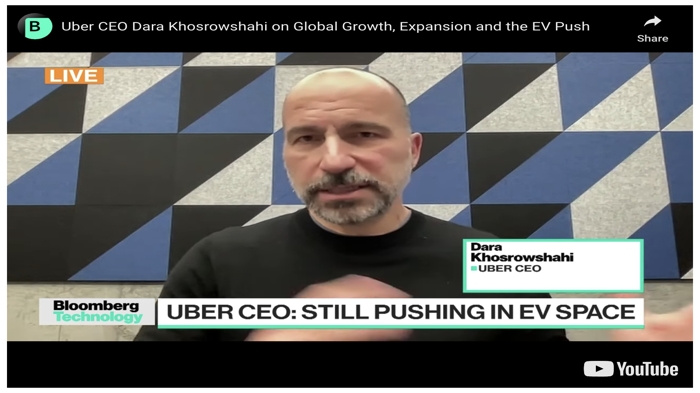 B Uber CEO Dara Khosrowshahi on Global Growth, Expansion and the EV Push
Share
LIVE
Dara
Khosrowshahi
UBER CEO
Bloomberg
Technology
UBER CEO: STILL PUSHING IN EV SPACE
YouTube